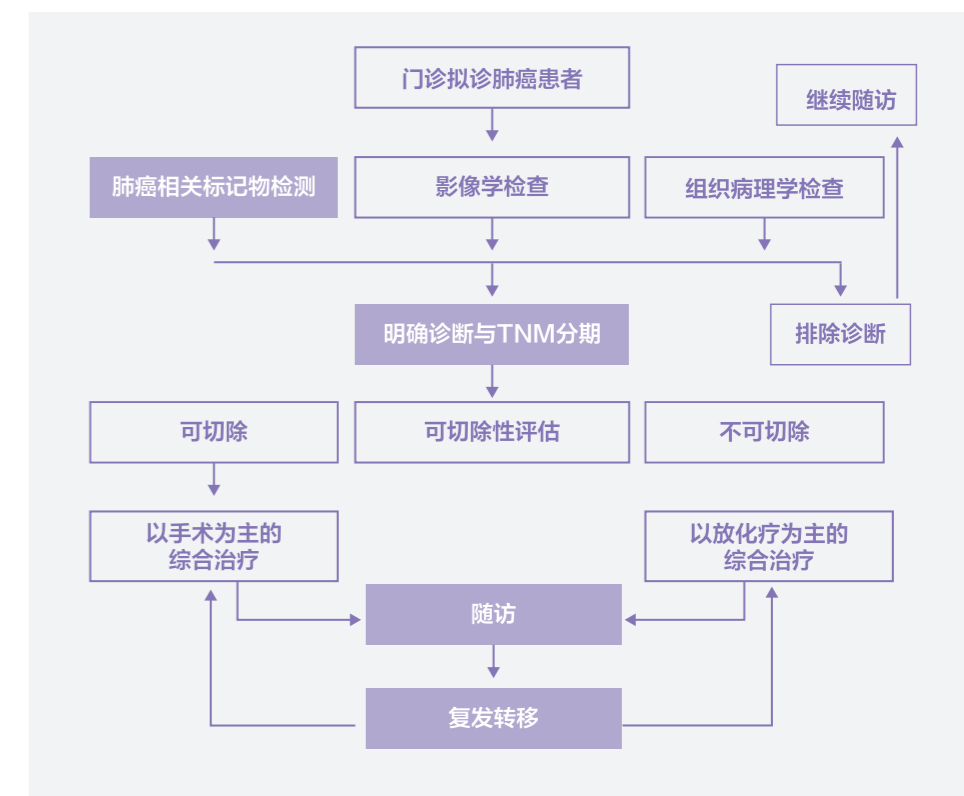 门诊拟诊肺癌患者
继续随访
肺癌相关标记物检测
影像学检查
组织病理学检查
明确诊断与TNM分期
排除诊断
可切除
可切除性评估
不可切除
以手术为主的
综合治疗
以放化疗为主的
综合治疗
随访
复发转移